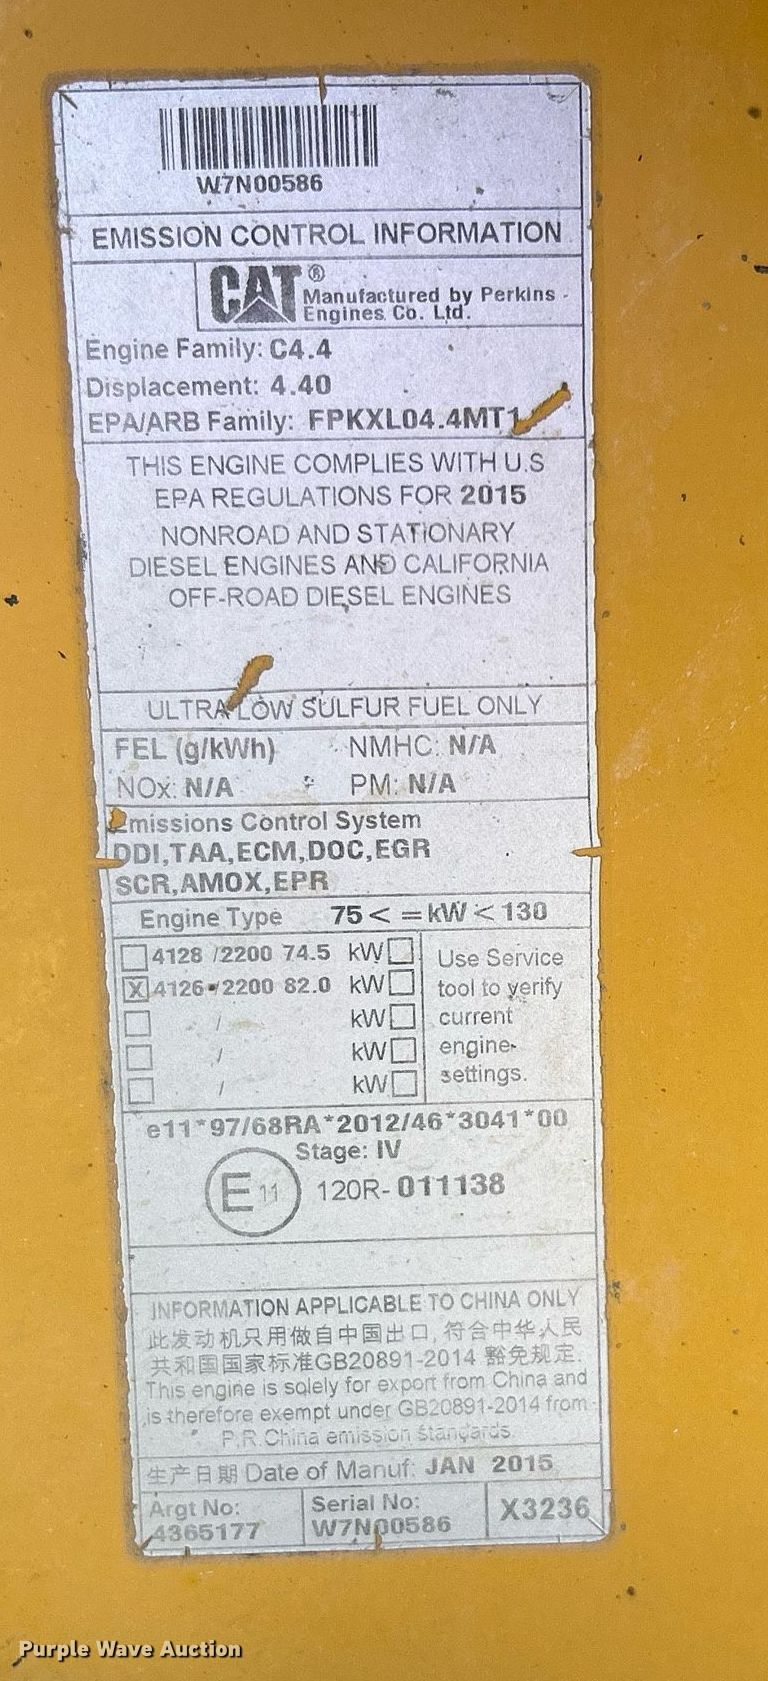 W7N00586
EMISSION CONTROL INFORMATION
CAT®
Manufactured by Perkins
Engines Co. Ltd.
Engine Family: C4.4
Displacement: 4.40
EPA/ARB Family: FPKXL04.4MT1
THIS ENGINE COMPLIES WITH U.S
EPA REGULATIONS FOR 2015
NONROAD AND STATIONARY
DIESEL ENGINES AND CALIFORNIA
OFF-ROAD DIESEL ENGINES
ULTRA LOW SULFUR FUEL ONLY
FEL (g/kWh) NMHC: N/A
NOx: N/A PM: N/A
Emissions Control System
DDI,TAA,ECM,DOC,EGR
SCR,AMOX,EPR
Engine Type 75 < = kW < 130
4128 /2200 74.5 kW
X 4126 2200 82.0 kW
/ kW
/ kW
/ kW
Use Service
tool to verify
current
engine
settings.
e11*97/68RA*2012/46*3041*00
Stage: IV
E 11 120R-011138
INFORMATION APPLICABLE TO CHINA ONLY
此发动机只用做自中国出口, 符合中华人民
共和国国家标准GB20891-2014 豁免规定.
This engine is solely for export from China and
is therefore exempt under GB20891-2014 from
P.R.China emission standards.
生产日期 Date of Manuf: JAN 2015
Argt No:
4365177
Serial No:
W7N00586
X3236
Purple Wave Auction